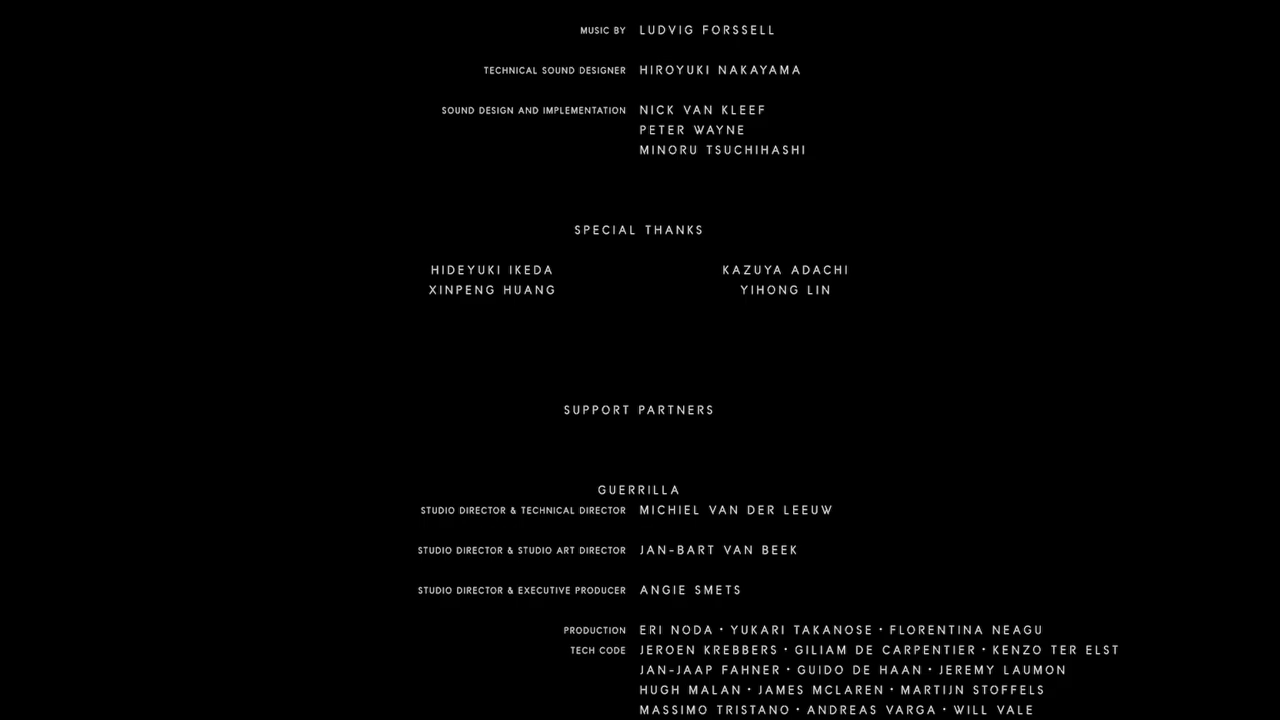 MUSIC BY LUDVIG FORSSELL
TECHNICAL SOUND DESIGNER HIROYUKI NAKAYAMA
SOUND DESIGN AND IMPLEMENTATION NICK VAN KLEEF
PETER WAYNE
MINORU TSUCHIHASHI
SPECIAL THANKS
HIDEYUKI IKEDA KAZUYA ADACHI
XINPENG HUANG YIHONG LIN
SUPPORT PARTNERS
GUERRILLA
STUDIO DIRECTOR & TECHNICAL DIRECTOR MICHIEL VAN DER LEEUW
STUDIO DIRECTOR & STUDIO ART DIRECTOR JAN-BART VAN BEEK
STUDIO DIRECTOR & EXECUTIVE PRODUCER ANGIE SMETS
PRODUCTION ERI NODA • YUKARI TAKANOSE • FLORENTINA NEAGU
TECH CODE JEROEN KREBBERS • GILIAM DE CARPENTIER • KENZO TER ELST
JAN-JAAP FAHNER • GUIDO DE HAAN • JEREMY LAUMON
HUGH MALAN • JAMES MCLAREN • MARTIJN STOFFELS
MASSIMO TRISTANO • ANDREAS VARGA • WILL VALE